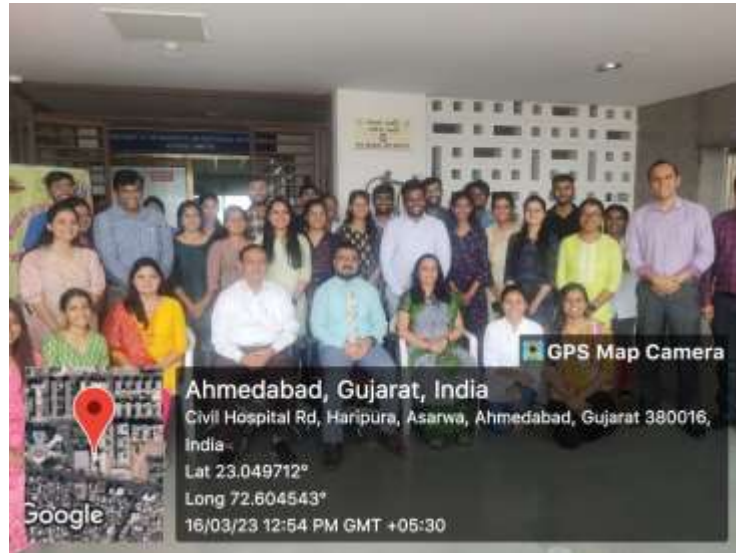 GPS Map Camera
Ahmedabad, Gujarat, India
Civil Hospital Rd, Haripura, Asarwa, Ahmedabad, Gujarat 380016,
India
Lat 23.049712°
Long 72.604543°
16/03/23 12:54 PM GMT +05:30
Google